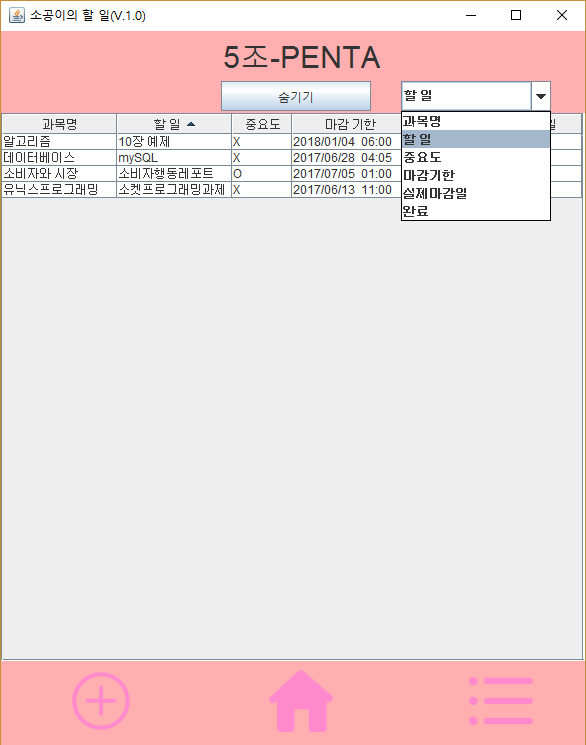 소공이의 할 일(V.1.0)
5조-PENTA
숨기기 할 일
과목명 할 일 중요도 마감 기한 일
알고리즘 10장 예제 X 2018/01/04 06:00
데이터베이스 mySQL X 2017/06/28 04:05
소비자와 시장 소비자행동레포트 O 2017/07/05 01:00
유닉스프로그래밍 소켓프로그래밍과제 X 2017/06/13 11:00
과목명
할 일
중요도
마감기한
실제마감일
완료